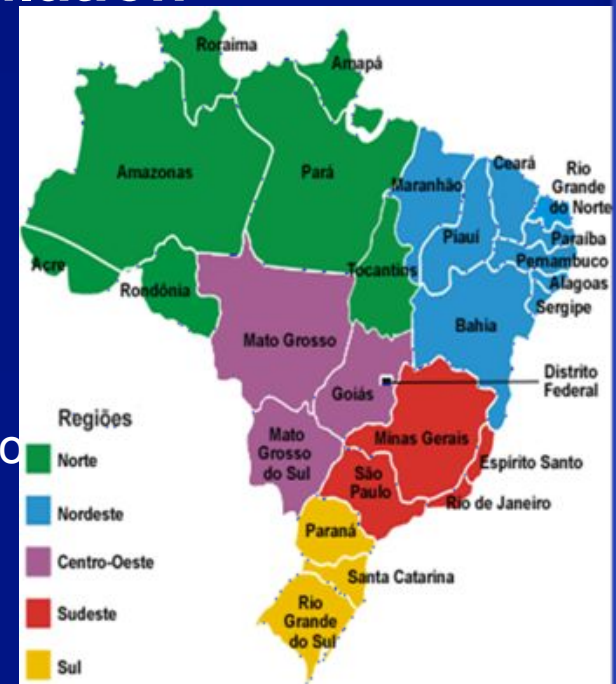 Roraima
Amapá
Amazonas
Pará
Maranhão
Ceará
Rio
Grande
do Norte
Piauí
Paraíba
Pernambuco
Alagoas
Sergipe
Acre
Rondônia
Tocantins
Bahia
Mato Grosso
Goiás
Distrito
Federal
Minas Gerais
Mato
Grosso
do Sul
São
Paulo
Espírito Santo
Rio de Janeiro
Paraná
Santa Catarina
Rio
Grande
do Sul
Regiões
Norte
Nordeste
Centro-Oeste
Sudeste
Sul